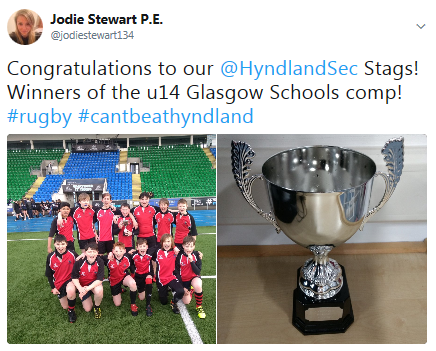 Jodie Stewart P.E.
@jodiestewart134
Congratulations to our @HyndlandSec Stags!
Winners of the u14 Glasgow Schools comp!
#rugby #cantbeathyndland